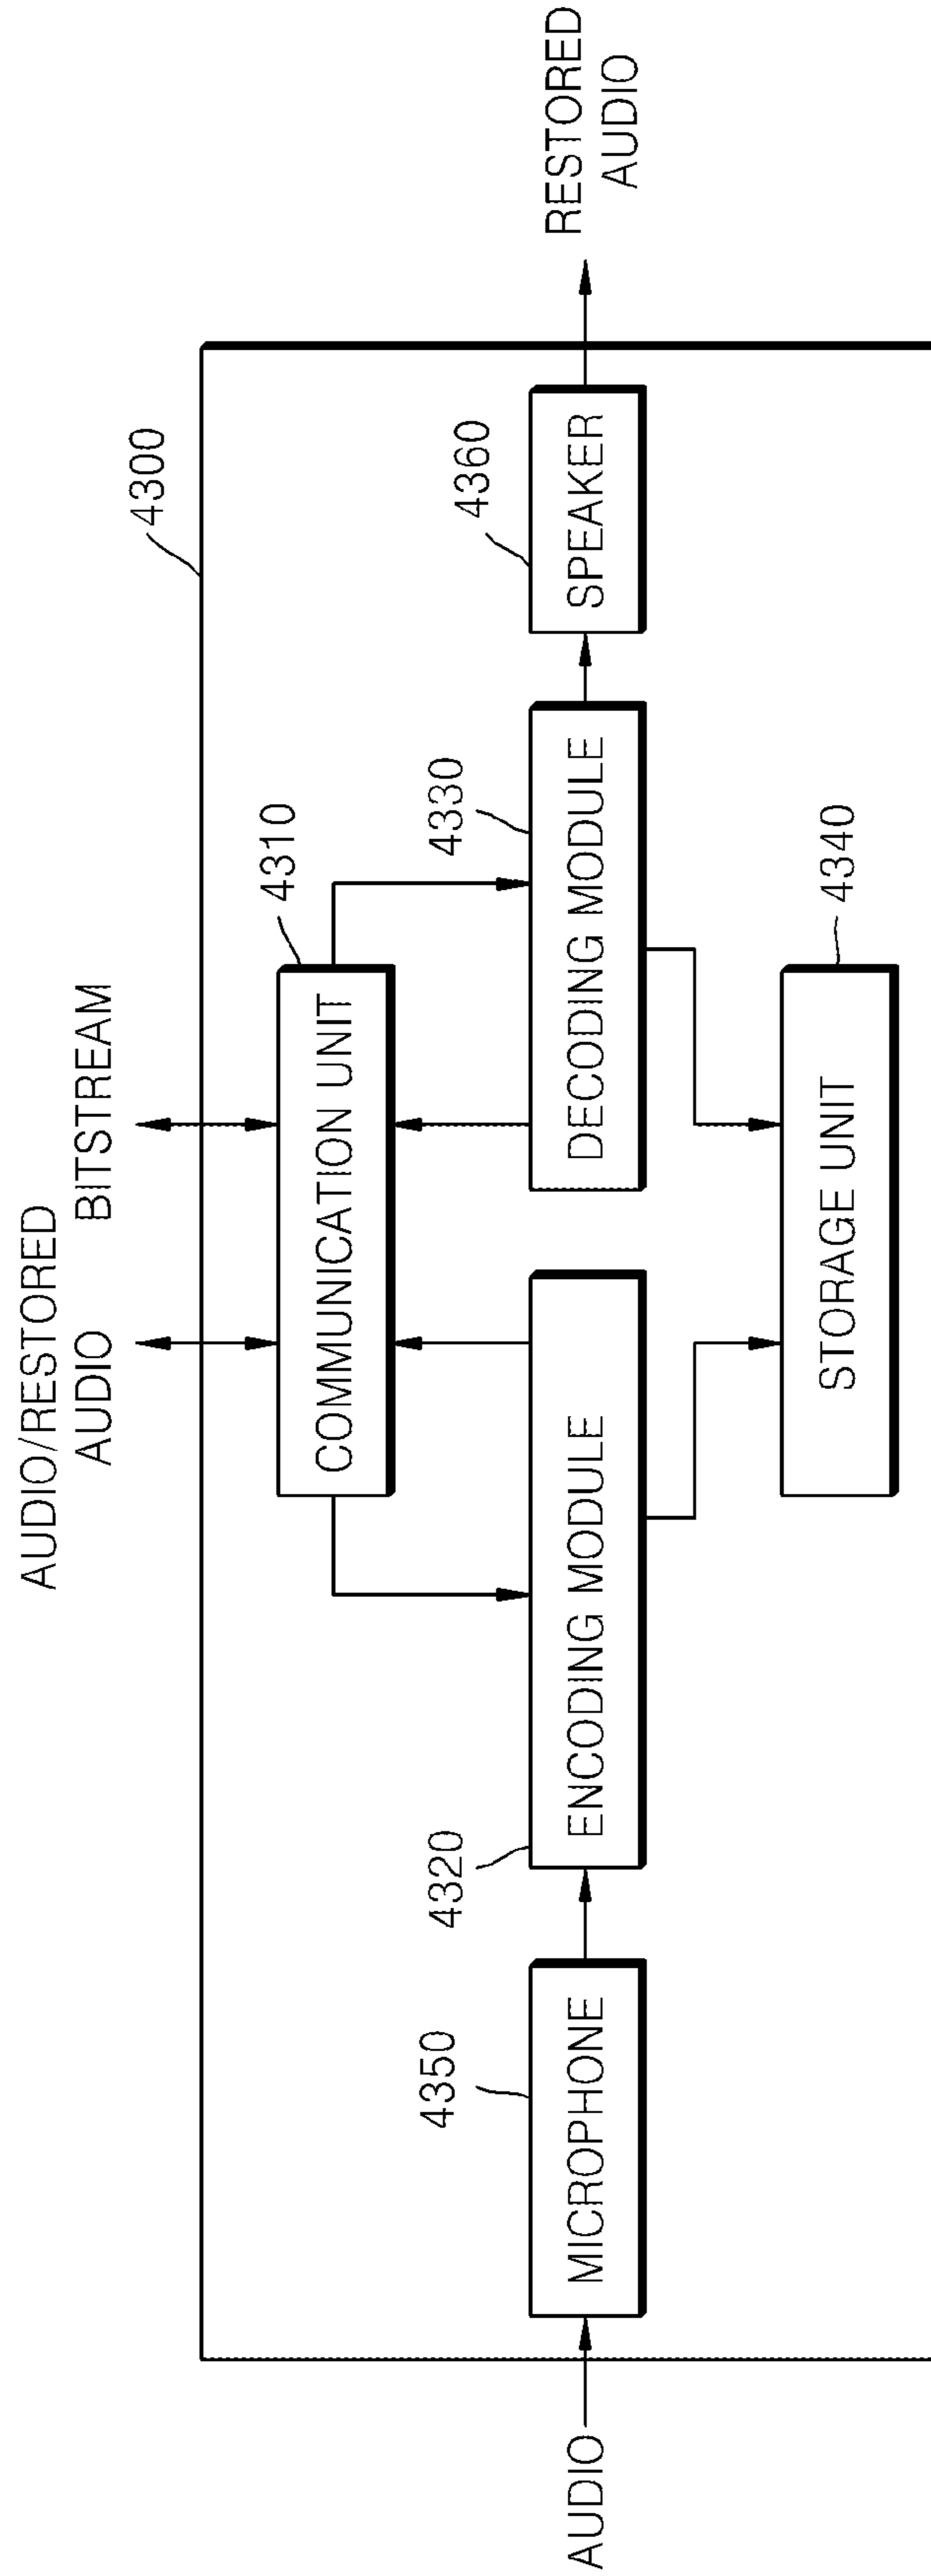 AUDIO/RESTORED
AUDIO
BITSTREAM
4300
4310
COMMUNICATION UNIT
4350
4320
4330
4360
AUDIO
MICROPHONE
ENCODING MODULE
DECODING MODULE
SPEAKER
RESTORED
AUDIO
STORAGE UNIT
4340